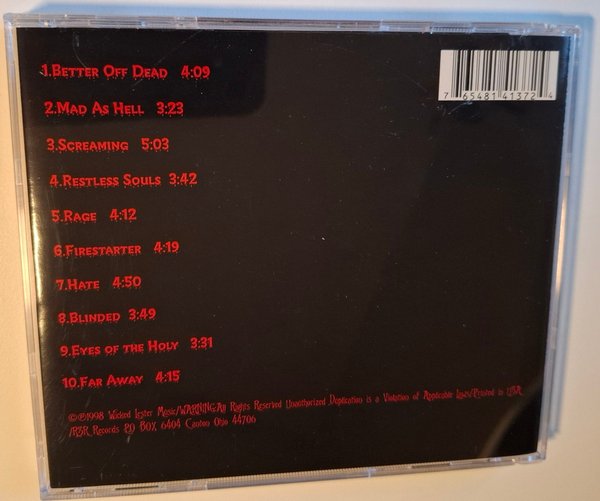 1.Better Off Dead 4:09
2.Mad As Hell 3:23
3.Screaming 5:03
4.Restless Souls 3:42
5.Rage 4:12
6.Firestarter 4:19
7.Hate 4:50
8.Blinded 3:49
9.Eyes of the Holy 3:31
10.Far Away 4:15
7 65481 41372 4
©℗1998 Wicked Lester Music/WARNING:All Rights Reserved Unauthorized Duplication is a Violation of Applicable Laws/Printed in USA
/RSR Records PO BOX 6404 Canton Ohio 44706